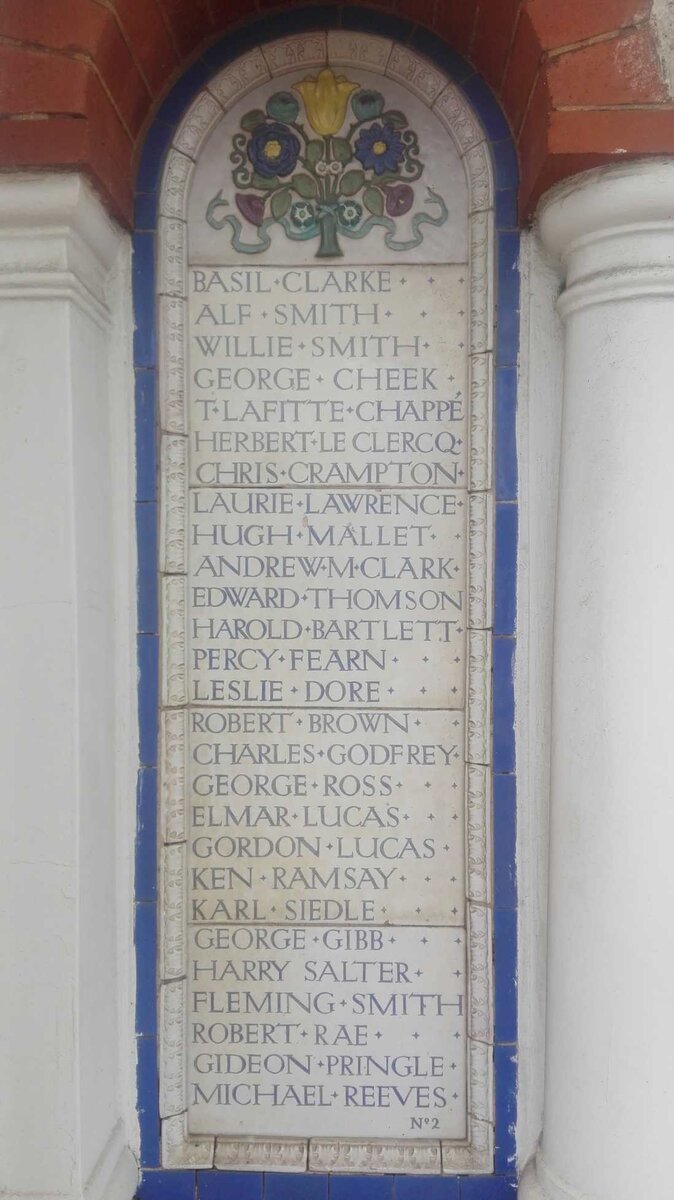 BASIL·CLARKE · · ·
ALF·SMITH· · ·
WILLIE·SMITH· ·
GEORGE·CHEEK ·
T·LAFITTE·CHAPPÉ
HERBERT·LE CLERCQ·
CHRIS·CRAMPTON·
LAURIE·LAWRENCE·
HUGH·MALLET· ·
ANDREW·M·CLARK·
EDWARD·THOMSON
HAROLD·BARTLETT·
PERCY·FEARN · · ·
LESLIE·DORE · · ·
ROBERT·BROWN· ·
CHARLES·GODFREY·
GEORGE·ROSS· · ·
ELMAR·LUCAS· · ·
GORDON·LUCAS ·
KEN·RAMSAY· · ·
KARL·SIEDLE· · ·
GEORGE·GIBB· · ·
HARRY SALTER· ·
FLEMING·SMITH
ROBERT·RAE· · · ·
GIDEON·PRINGLE·
MICHAEL·REEVES·
Nº2